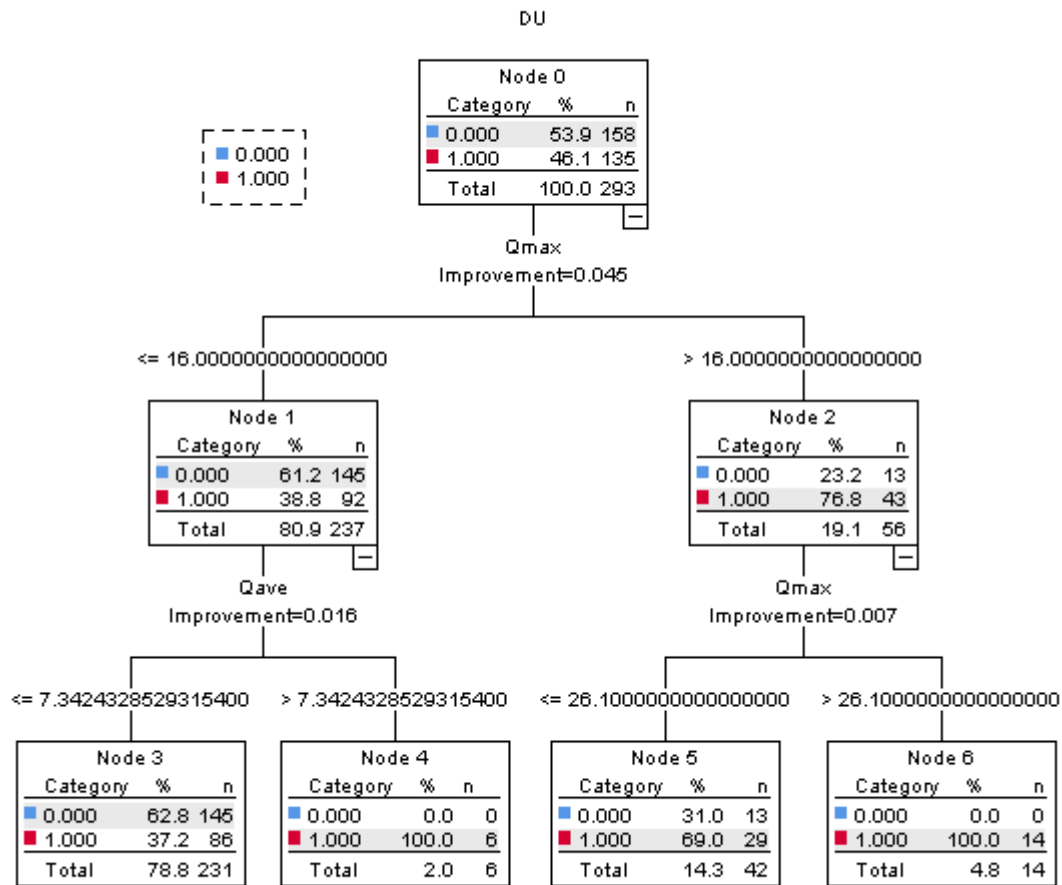 DU
Node 0
Category % n
0.000 53.9 158
1.000 46.1 135
Total 100.0 293
0.000
1.000
Qmax
Improvement=0.045
<= 16.0000000000000000
> 16.0000000000000000
Node 1
Category % n
0.000 61.2 145
1.000 38.8 92
Total 80.9 237
Node 2
Category % n
0.000 23.2 13
1.000 76.8 43
Total 19.1 56
Qave
Improvement=0.016
Qmax
Improvement=0.007
<= 7.3424328529315400
> 7.3424328529315400
<= 26.1000000000000000
> 26.1000000000000000
Node 3
Category % n
0.000 62.8 145
1.000 37.2 86
Total 78.8 231
Node 4
Category % n
0.000 0.0 0
1.000 100.0 6
Total 2.0 6
Node 5
Category % n
0.000 31.0 13
1.000 69.0 29
Total 14.3 42
Node 6
Category % n
0.000 0.0 0
1.000 100.0 14
Total 4.8 14